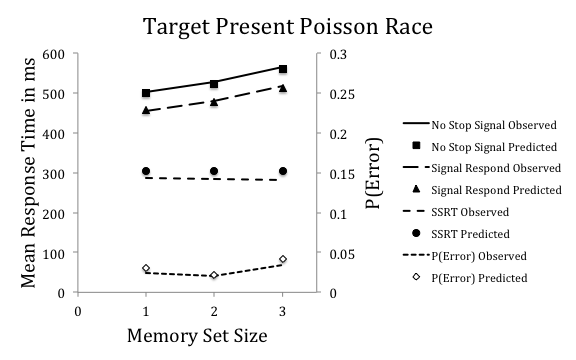 Target Present Poisson Race
Mean Response Time in ms
600
500
400
300
200
100
0
0
1
2
3
Memory Set Size
0.3
0.25
0.2
0.15
0.1
0.05
0
P(Error)
No Stop Signal Observed
No Stop Signal Predicted
Signal Respond Observed
Signal Respond Predicted
SSRT Observed
SSRT Predicted
P(Error) Observed
P(Error) Predicted